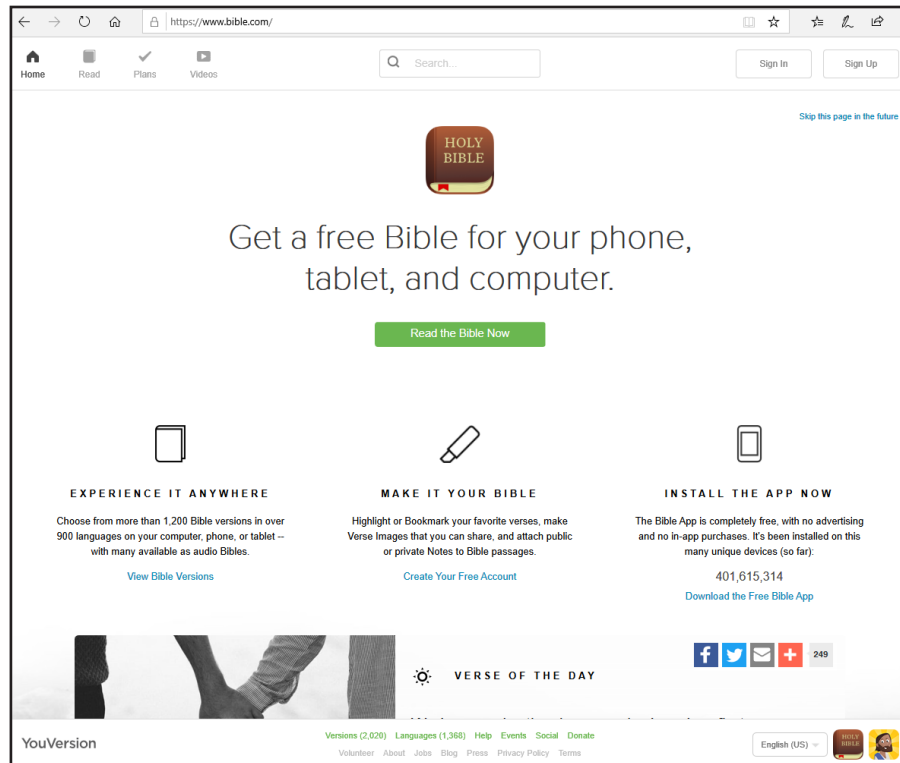 https://www.bible.com/
Home Read Plans Videos
Search...
Sign In Sign Up
Skip this page in the future
HOLY
BIBLE
Get a free Bible for your phone,
tablet, and computer.
Read the Bible Now
EXPERIENCE IT ANYWHERE
Choose from more than 1,200 Bible versions in over
900 languages on your computer, phone, or tablet --
with many available as audio Bibles.
View Bible Versions
MAKE IT YOUR BIBLE
Highlight or Bookmark your favorite verses, make
Verse Images that you can share, and attach public
or private Notes to Bible passages.
Create Your Free Account
INSTALL THE APP NOW
The Bible App is completely free, with no advertising
and no in-app purchases. It's been installed on this
many unique devices (so far):
401,615,314
Download the Free Bible App
249
VERSE OF THE DAY
YouVersion
Versions (2,020) Languages (1,368) Help Events Social Donate
Volunteer About Jobs Blog Press Privacy Policy Terms
English (US)
HOLY
BIBLE